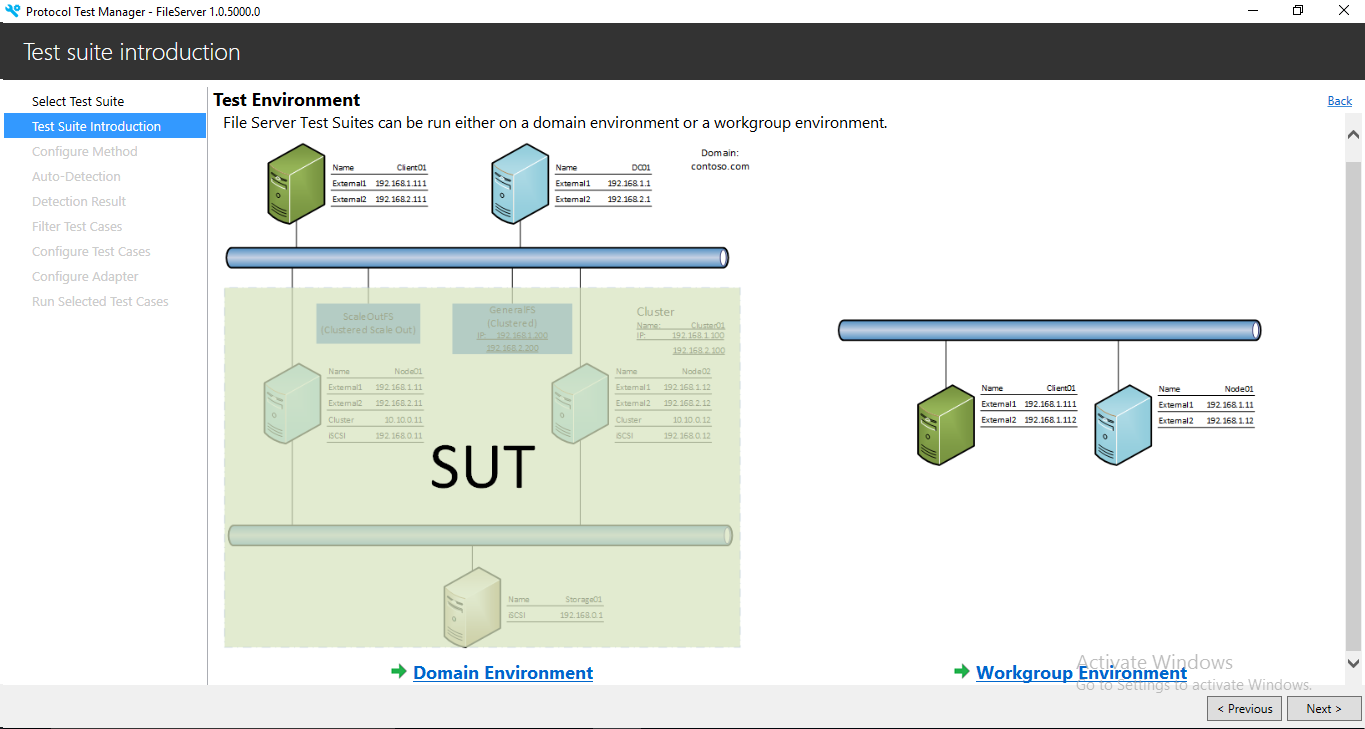 Protocol Test Manager - FileServer 1.0.5000.0
Test suite introduction
Select Test Suite
Test Suite Introduction
Configure Method
Auto-Detection
Detection Result
Filter Test Cases
Configure Test Cases
Configure Adapter
Run Selected Test Cases
Test Environment
Back
File Server Test Suites can be run either on a domain environment or a workgroup environment.
Name Client01
External1 192.168.1.111
External2 192.168.2.111
Name DC01
External1 192.168.1.1
External2 192.168.2.1
Domain:
contoso.com
ScaleOutFS
(Clustered Scale Out)
GeneralFS
(Clustered)
IP: 192.168.1.200
192.168.2.200
Cluster
Name: Cluster01
IP: 192.168.1.100
192.168.2.100
Name Node01
External1 192.168.1.11
External2 192.168.2.11
Cluster 10.10.0.11
iSCSI 192.168.0.11
Name Node02
External1 192.168.1.12
External2 192.168.2.12
Cluster 10.10.0.12
iSCSI 192.168.0.12
SUT
Name Storage01
iSCSI 192.168.0.1
Name Client01
External1 192.168.1.111
External2 192.168.1.112
Name Node01
External1 192.168.1.11
External2 192.168.1.12
Domain Environment
Workgroup Environment
Activate Windows
Go to Settings to activate Windows.
< Previous
Next >